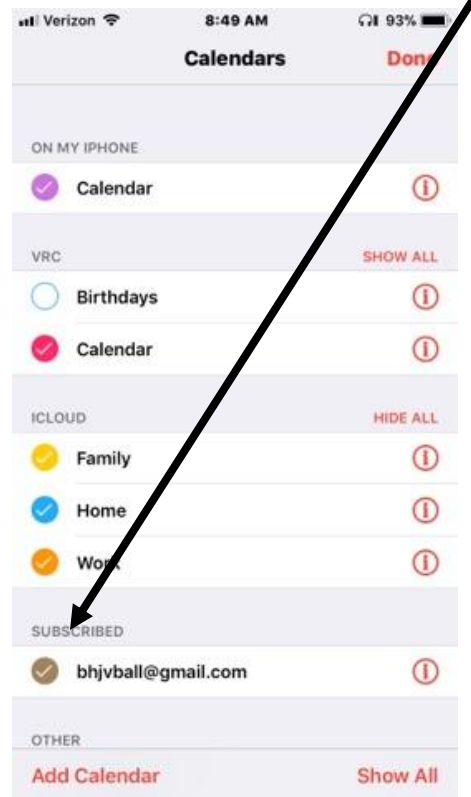 Verizon 8:49 AM 93%
Calendars Done
ON MY IPHONE
Calendar
VRC SHOW ALL
Birthdays
Calendar
ICLOUD HIDE ALL
Family
Home
Work
SUBSCRIBED
bhjvball@gmail.com
OTHER
Add Calendar Show All